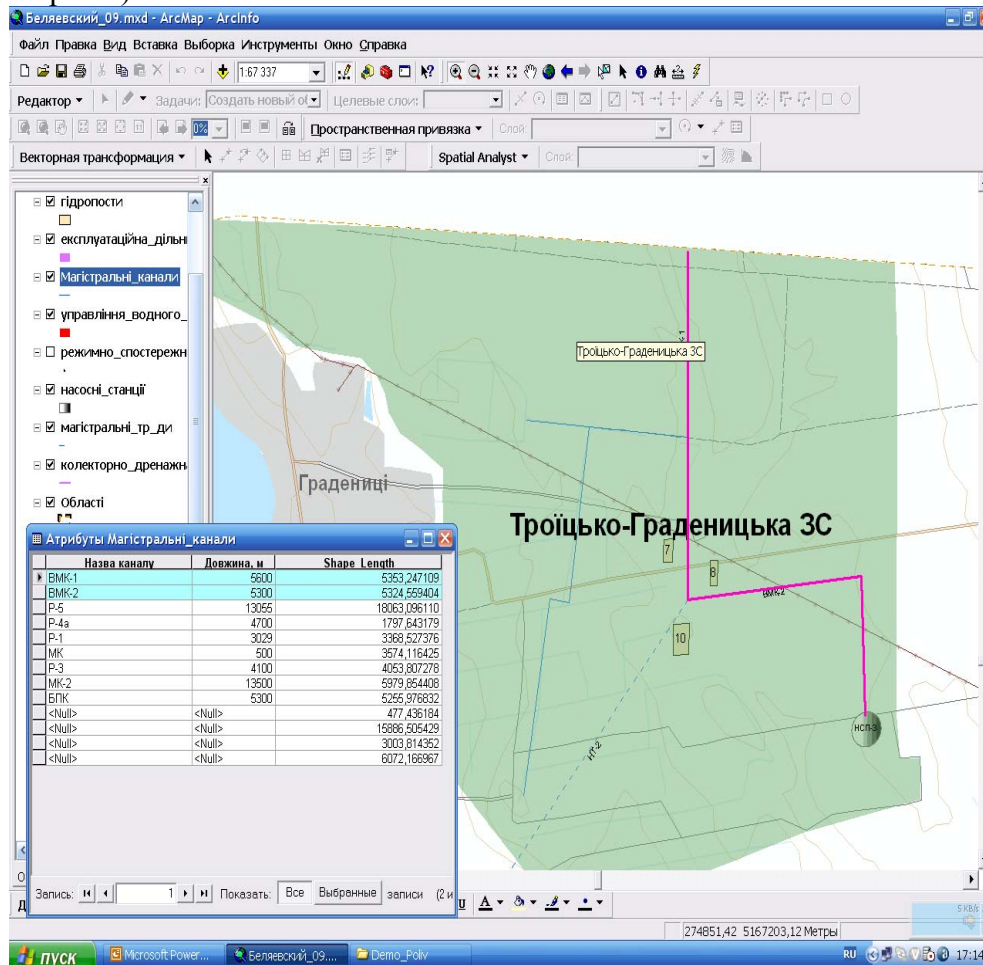 Беляевский_09.mxd - ArcMap - ArcInfo
Файл Правка Вид Вставка Выборка Инструменты Окно Справка
1:67 337
Редактор Задачи: Создать новый об Целевые слои:
0% Пространственная привязка Слой:
Векторная трансформация Spatial Analyst Слой:
гідропости
експлуатаційна_дільн
Магістральні_канали
управління_водного_
режимно_спостережн
насосні_станції
магістральні_тр_ди
колекторно_дренажн
Області
Троїцько-Граденицька ЗС
Градениці
Троїцько-Граденицька ЗС
7
8
ВМК-2
10
НСП-3
Атрибуты Магістральні_канали
Назва каналу Довжина, м Shape_Length
ВМК-1 5600 5353,247109
ВМК-2 5300 5324,559404
Р-5 13055 18063,096110
Р-4а 4700 1797,643179
Р-1 3029 3368,527376
МК 500 3574,116425
Р-3 4100 4053,807278
МК-2 13500 5979,854408
БПК 5300 5255,976832
<Null> <Null> 477,436184
<Null> <Null> 15886,505429
<Null> <Null> 3003,814352
<Null> <Null> 6072,166967
Запись: 1 Показать: Все Выбранные записи (2 и
274851,42 5167203,12 Метры
5 KB/s
пуск Microsoft Power... Беляевский_09.... Demo_Poliv RU 17:14